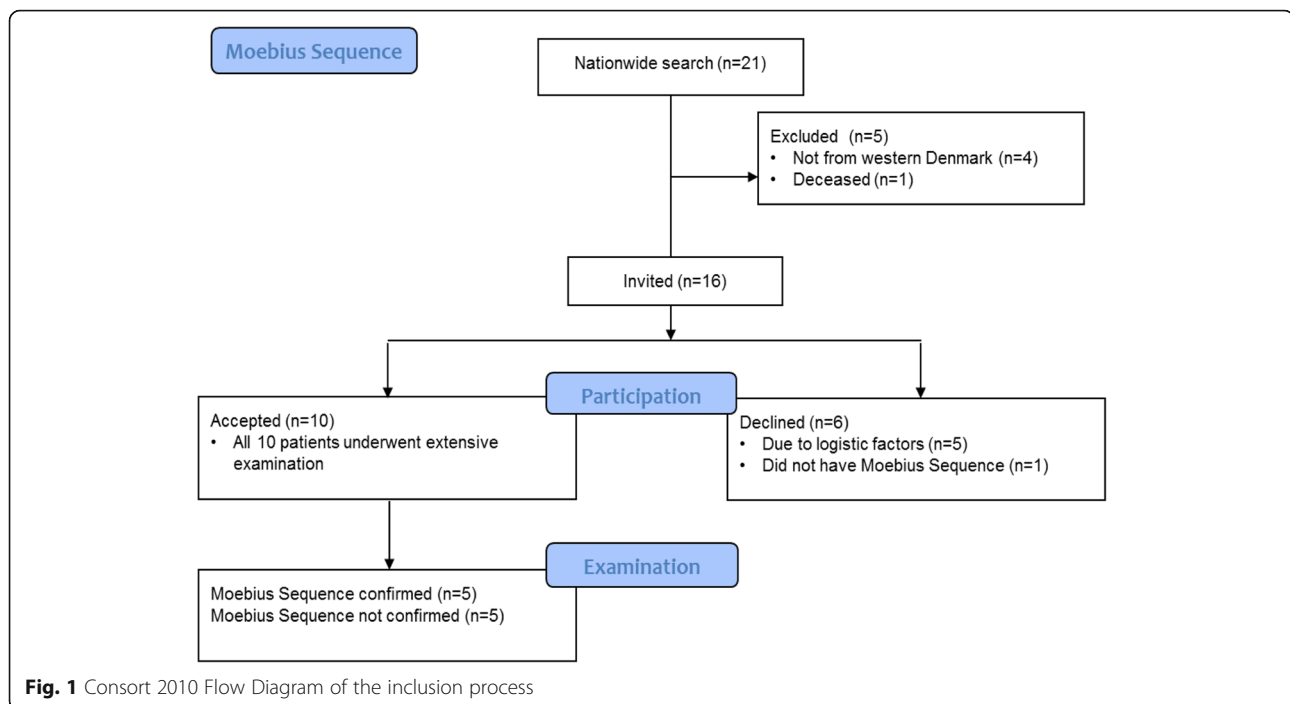 Moebius Sequence
Nationwide search (n=21)
Excluded (n=5)
• Not from western Denmark (n=4)
• Deceased (n=1)
Invited (n=16)
Participation
Accepted (n=10)
• All 10 patients underwent extensive
examination
Declined (n=6)
• Due to logistic factors (n=5)
• Did not have Moebius Sequence (n=1)
Examination
Moebius Sequence confirmed (n=5)
Moebius Sequence not confirmed (n=5)
Fig. 1 Consort 2010 Flow Diagram of the inclusion process